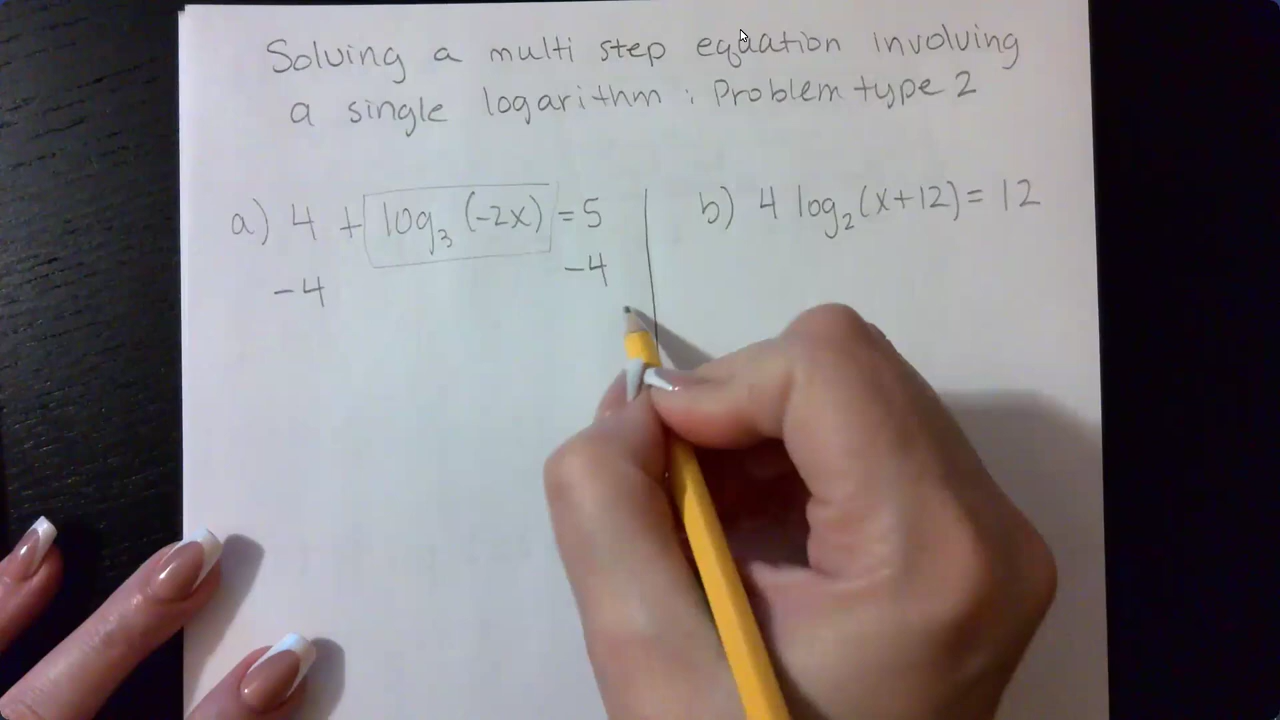 Solving a multi step equation involving
a single logarithm : Problem type 2
a) 4 + log₃ (-2x) = 5
-4 -4
b) 4 log₂ (x+12) = 12